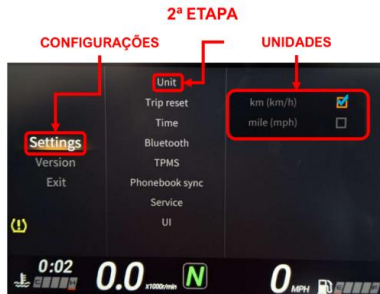 2ª ETAPA
CONFIGURAÇÕES
UNIDADES
Unit
Trip reset
km (km/h)
Time
mile (mph)
Settings
Bluetooth
Version
TPMS
Exit
Phonebook sync
Service
UI
0:02
0.0 x1000r/min
N
0 MPH